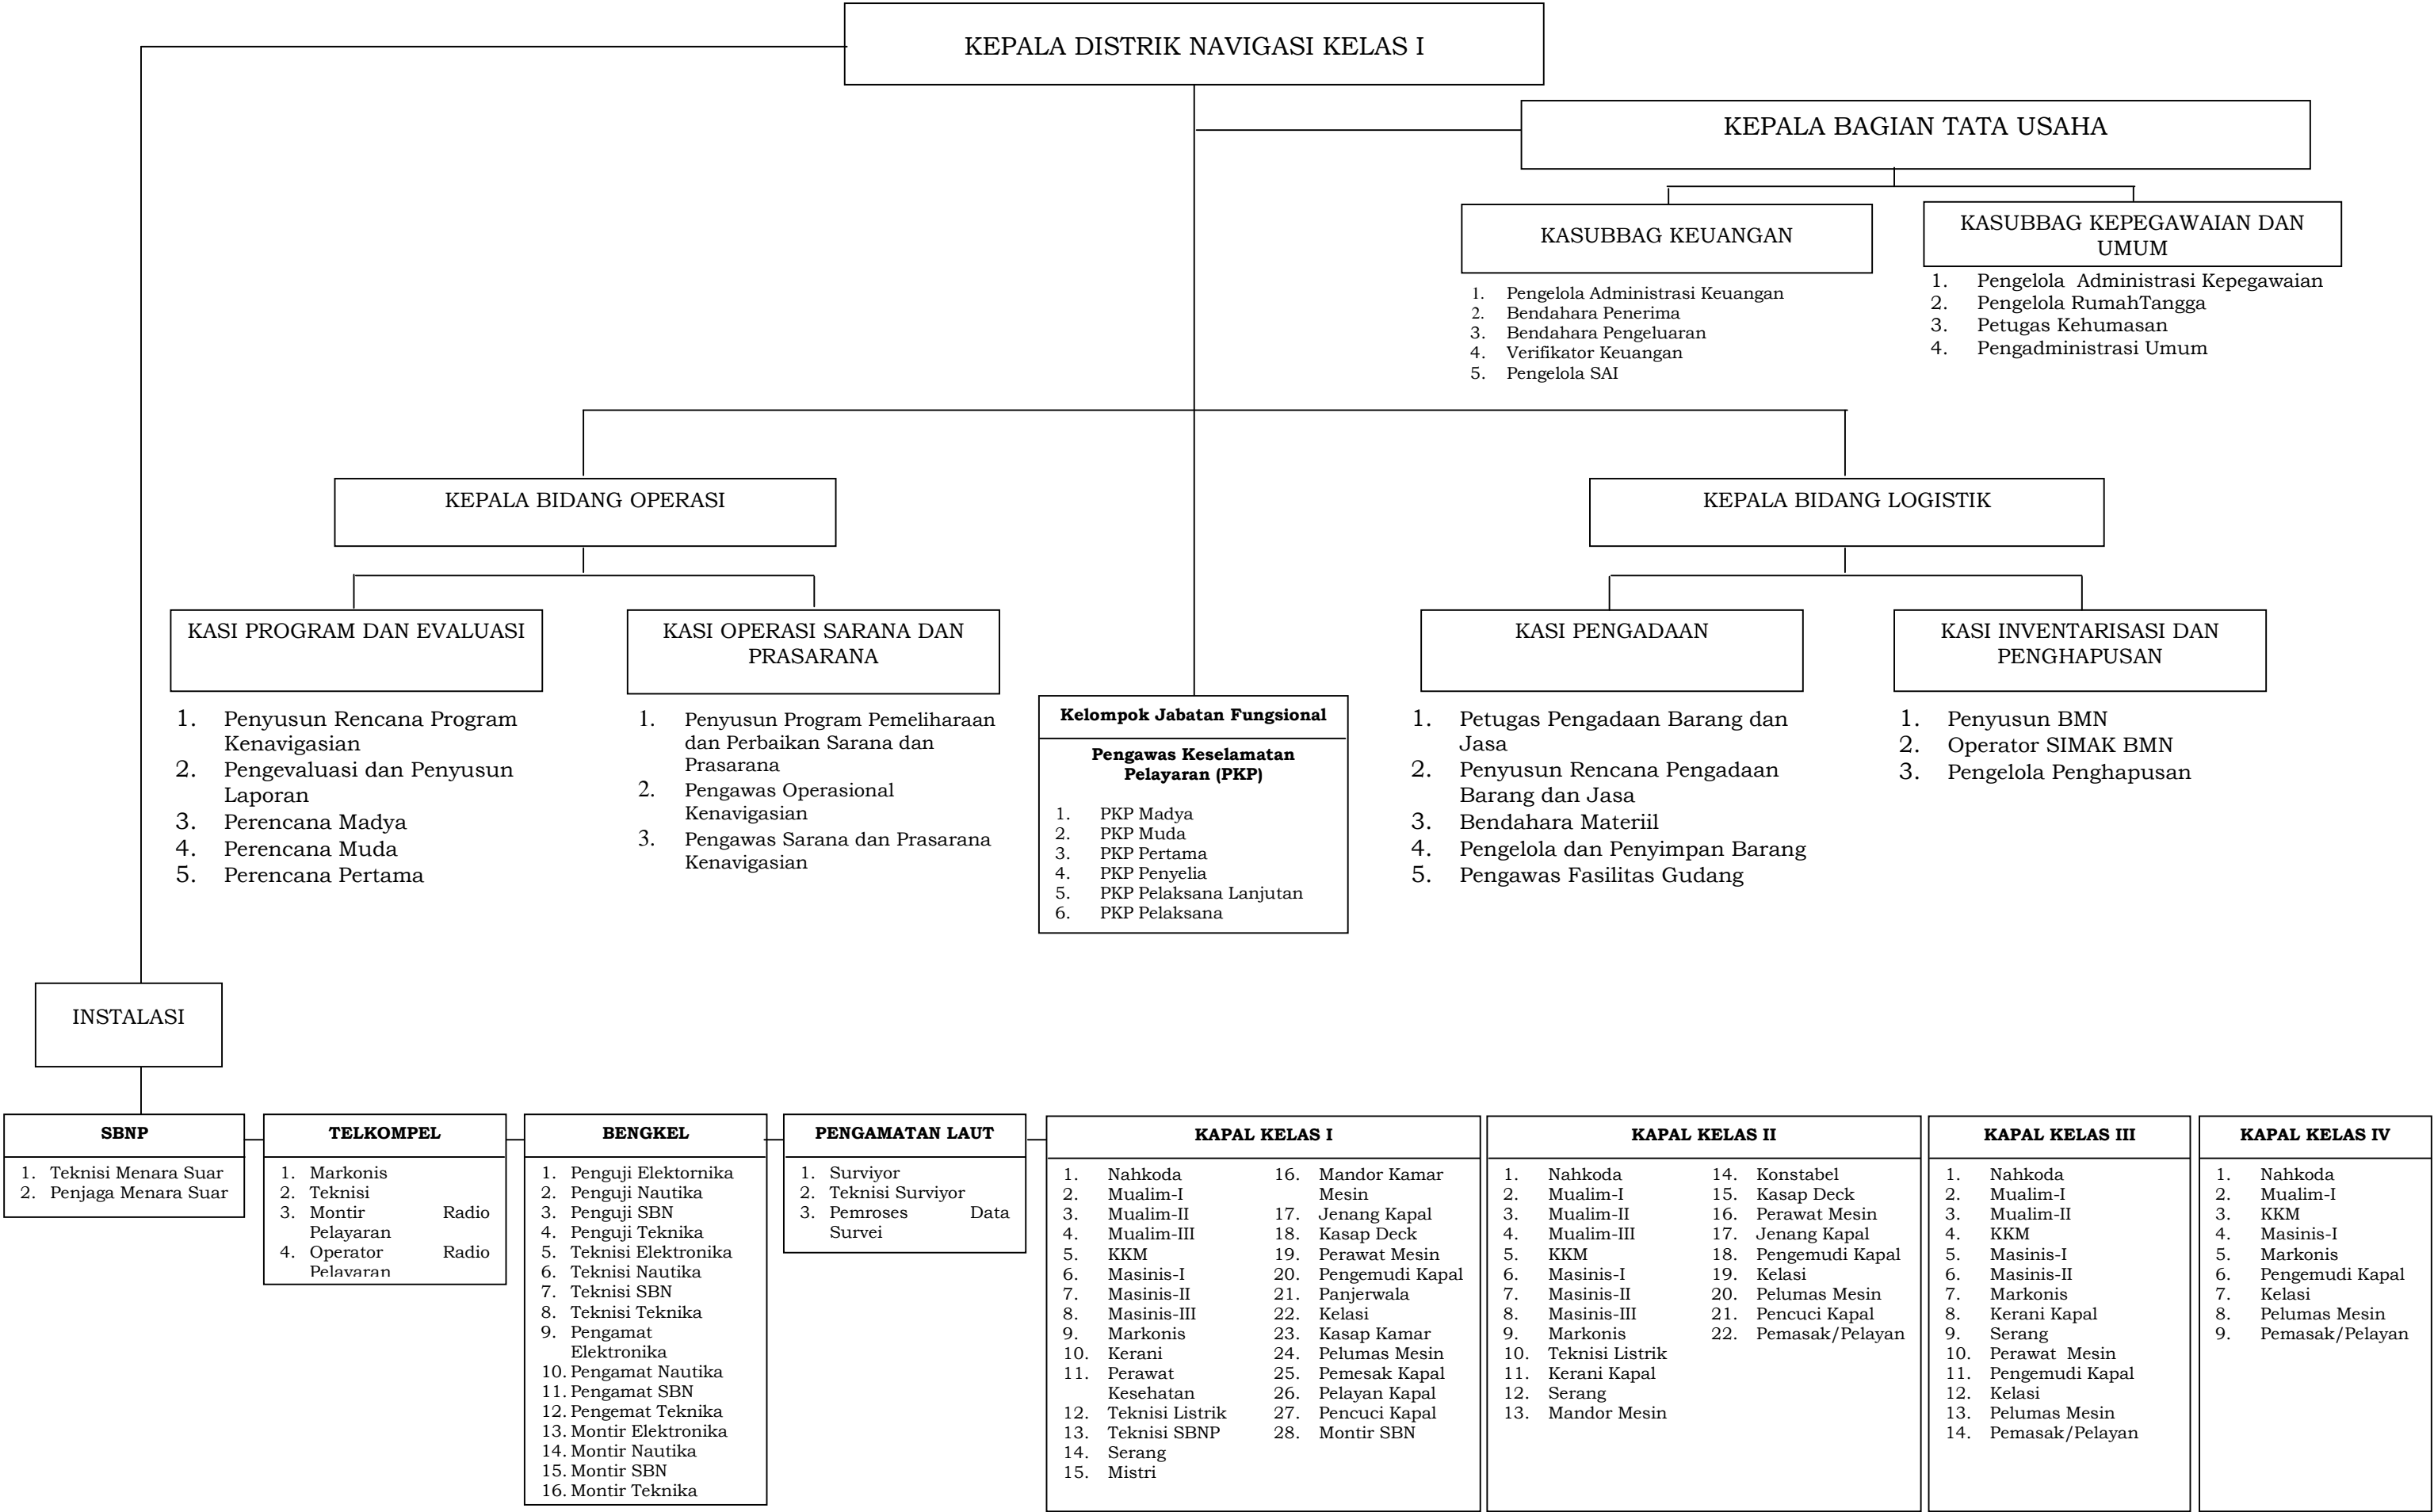 KEPALA DISTRIK NAVIGASI KELAS I
KEPALA BAGIAN TATA USAHA
KASUBBAG KEUANGAN
1. Pengelola Administrasi Keuangan
2. Bendahara Penerima
3. Bendahara Pengeluaran
4. Verifikator Keuangan
5. Pengelola SAI
KASUBBAG KEPEGAWAIAN DAN
UMUM
1. Pengelola Administrasi Kepegawaian
2. Pengelola RumahTangga
3. Petugas Kehumasan
4. Pengadministrasi Umum
KEPALA BIDANG OPERASI
KEPALA BIDANG LOGISTIK
KASI PROGRAM DAN EVALUASI
1. Penyusun Rencana Program
Kenavigasian
2. Pengevaluasi dan Penyusun
Laporan
3. Perencana Madya
4. Perencana Muda
5. Perencana Pertama
KASI OPERASI SARANA DAN
PRASARANA
1. Penyusun Program Pemeliharaan
dan Perbaikan Sarana dan
Prasarana
2. Pengawas Operasional
Kenavigasian
3. Pengawas Sarana dan Prasarana
Kenavigasian
Kelompok Jabatan Fungsional
Pengawas Keselamatan
Pelayaran (PKP)
1. PKP Madya
2. PKP Muda
3. PKP Pertama
4. PKP Penyelia
5. PKP Pelaksana Lanjutan
6. PKP Pelaksana
KASI PENGADAAN
1. Petugas Pengadaan Barang dan
Jasa
2. Penyusun Rencana Pengadaan
Barang dan Jasa
3. Bendahara Materiil
4. Pengelola dan Penyimpan Barang
5. Pengawas Fasilitas Gudang
KASI INVENTARISASI DAN
PENGHAPUSAN
1. Penyusun BMN
2. Operator SIMAK BMN
3. Pengelola Penghapusan
INSTALASI
SBNP
1. Teknisi Menara Suar
2. Penjaga Menara Suar
TELKOMPEL
1. Markonis
2. Teknisi
3. Montir Radio
Pelayaran
4. Operator Radio
Pelayaran
BENGKEL
1. Penguji Elektornika
2. Penguji Nautika
3. Penguji SBN
4. Penguji Teknika
5. Teknisi Elektronika
6. Teknisi Nautika
7. Teknisi SBN
8. Teknisi Teknika
9. Pengamat
Elektronika
10. Pengamat Nautika
11. Pengamat SBN
12. Pengemat Teknika
13. Montir Elektronika
14. Montir Nautika
15. Montir SBN
16. Montir Teknika
PENGAMATAN LAUT
1. Surviyor
2. Teknisi Surviyor
3. Pemroses Data
Survei
KAPAL KELAS I
1. Nahkoda
2. Mualim-I
3. Mualim-II
4. Mualim-III
5. KKM
6. Masinis-I
7. Masinis-II
8. Masinis-III
9. Markonis
10. Kerani
11. Perawat
Kesehatan
12. Teknisi Listrik
13. Teknisi SBNP
14. Serang
15. Mistri
16. Mandor Kamar
Mesin
17. Jenang Kapal
18. Kasap Deck
19. Perawat Mesin
20. Pengemudi Kapal
21. Panjerwala
22. Kelasi
23. Kasap Kamar
24. Pelumas Mesin
25. Pemesak Kapal
26. Pelayan Kapal
27. Pencuci Kapal
28. Montir SBN
KAPAL KELAS II
1. Nahkoda
2. Mualim-I
3. Mualim-II
4. Mualim-III
5. KKM
6. Masinis-I
7. Masinis-II
8. Masinis-III
9. Markonis
10. Teknisi Listrik
11. Kerani Kapal
12. Serang
13. Mandor Mesin
14. Konstabel
15. Kasap Deck
16. Perawat Mesin
17. Jenang Kapal
18. Pengemudi Kapal
19. Kelasi
20. Pelumas Mesin
21. Pencuci Kapal
22. Pemasak/Pelayan
KAPAL KELAS III
1. Nahkoda
2. Mualim-I
3. Mualim-II
4. KKM
5. Masinis-I
6. Masinis-II
7. Markonis
8. Kerani Kapal
9. Serang
10. Perawat Mesin
11. Pengemudi Kapal
12. Kelasi
13. Pelumas Mesin
14. Pemasak/Pelayan
KAPAL KELAS IV
1. Nahkoda
2. Mualim-I
3. KKM
4. Masinis-I
5. Markonis
6. Pengemudi Kapal
7. Kelasi
8. Pelumas Mesin
9. Pemasak/Pelayan